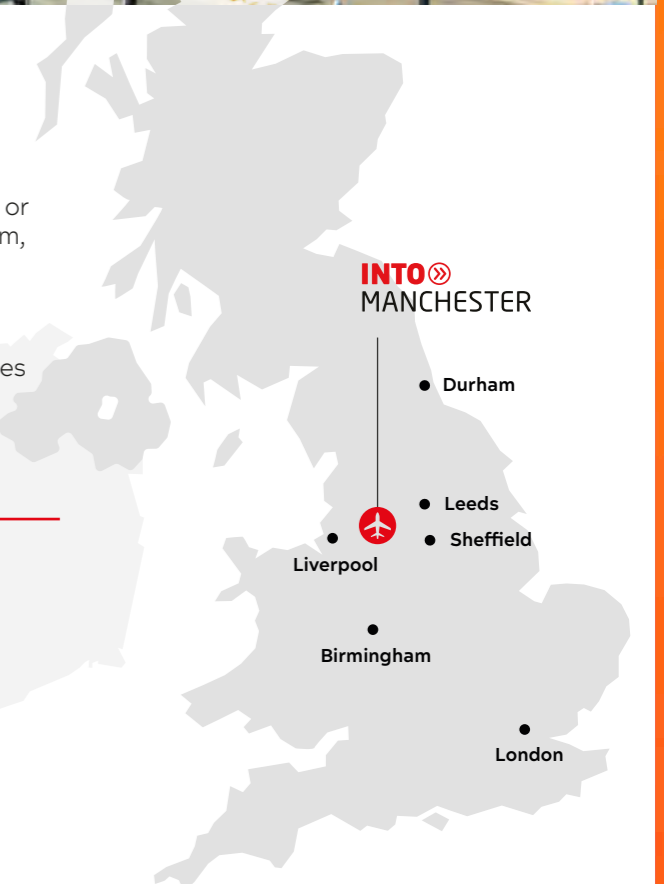 or
m,
es
INTO
MANCHESTER
Durham
Leeds
Sheffield
Liverpool
Birmingham
London